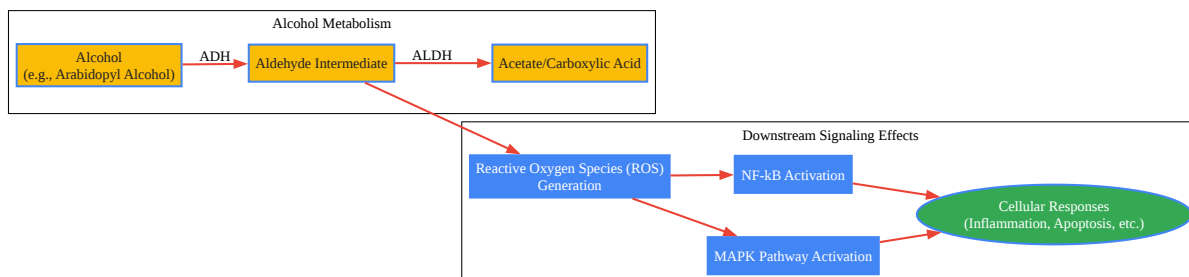 Alcohol Metabolism
Alcohol
(e.g., Arabidopyl Alcohol)
ADH
Aldehyde Intermediate
ALDH
Acetate/Carboxylic Acid
Downstream Signaling Effects
Reactive Oxygen Species (ROS)
Generation
NF-kB Activation
MAPK Pathway Activation
Cellular Responses
(Inflammation, Apoptosis, etc.)